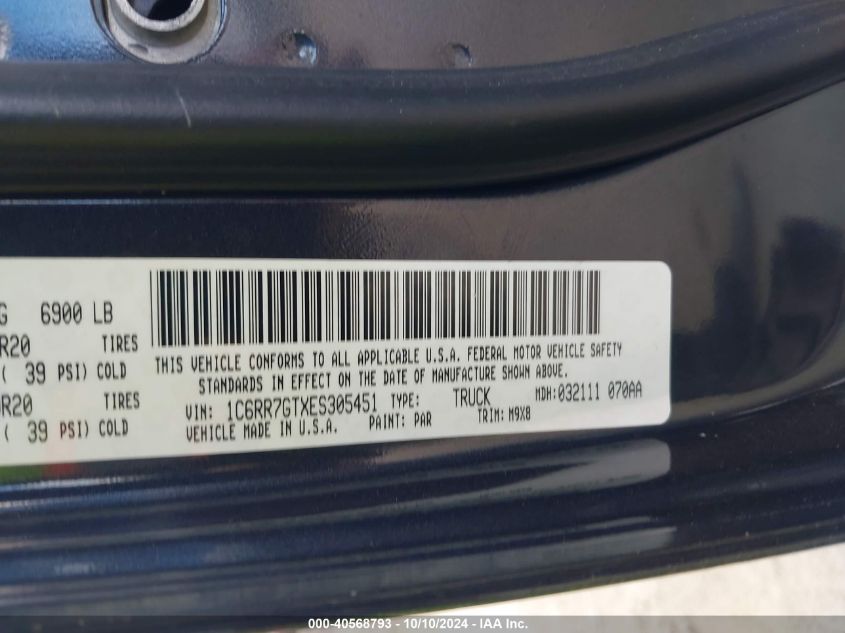 G 6900 LB
R20 TIRES
( 39 PSI) COLD
R20 TIRES
( 39 PSI) COLD
THIS VEHICLE CONFORMS TO ALL APPLICABLE U.S.A. FEDERAL MOTOR VEHICLE SAFETY
STANDARDS IN EFFECT ON THE DATE OF MANUFACTURE SHOWN ABOVE.
VIN: 1C6RR7GTXES305451 TYPE: TRUCK MDH:032111 070AA
VEHICLE MADE IN U.S.A. PAINT: PAR TRIM: M9X8
000-40568793 - 10/10/2024 - IAA Inc.